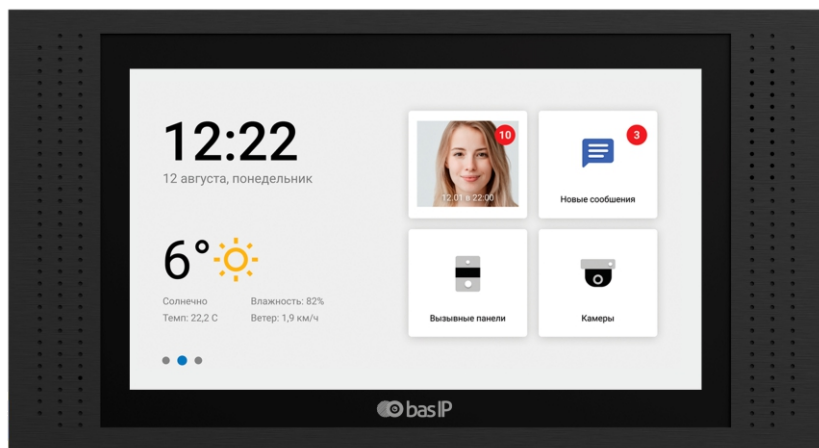 12:22
12 августа, понедельник
6°
Солнечно
Влажность: 82%
Темп: 22,2 C
Ветер: 1,9 км/ч
10
12.01 в 22:00
3
Новые сообшения
Вызывные панели
Камеры
bas IP